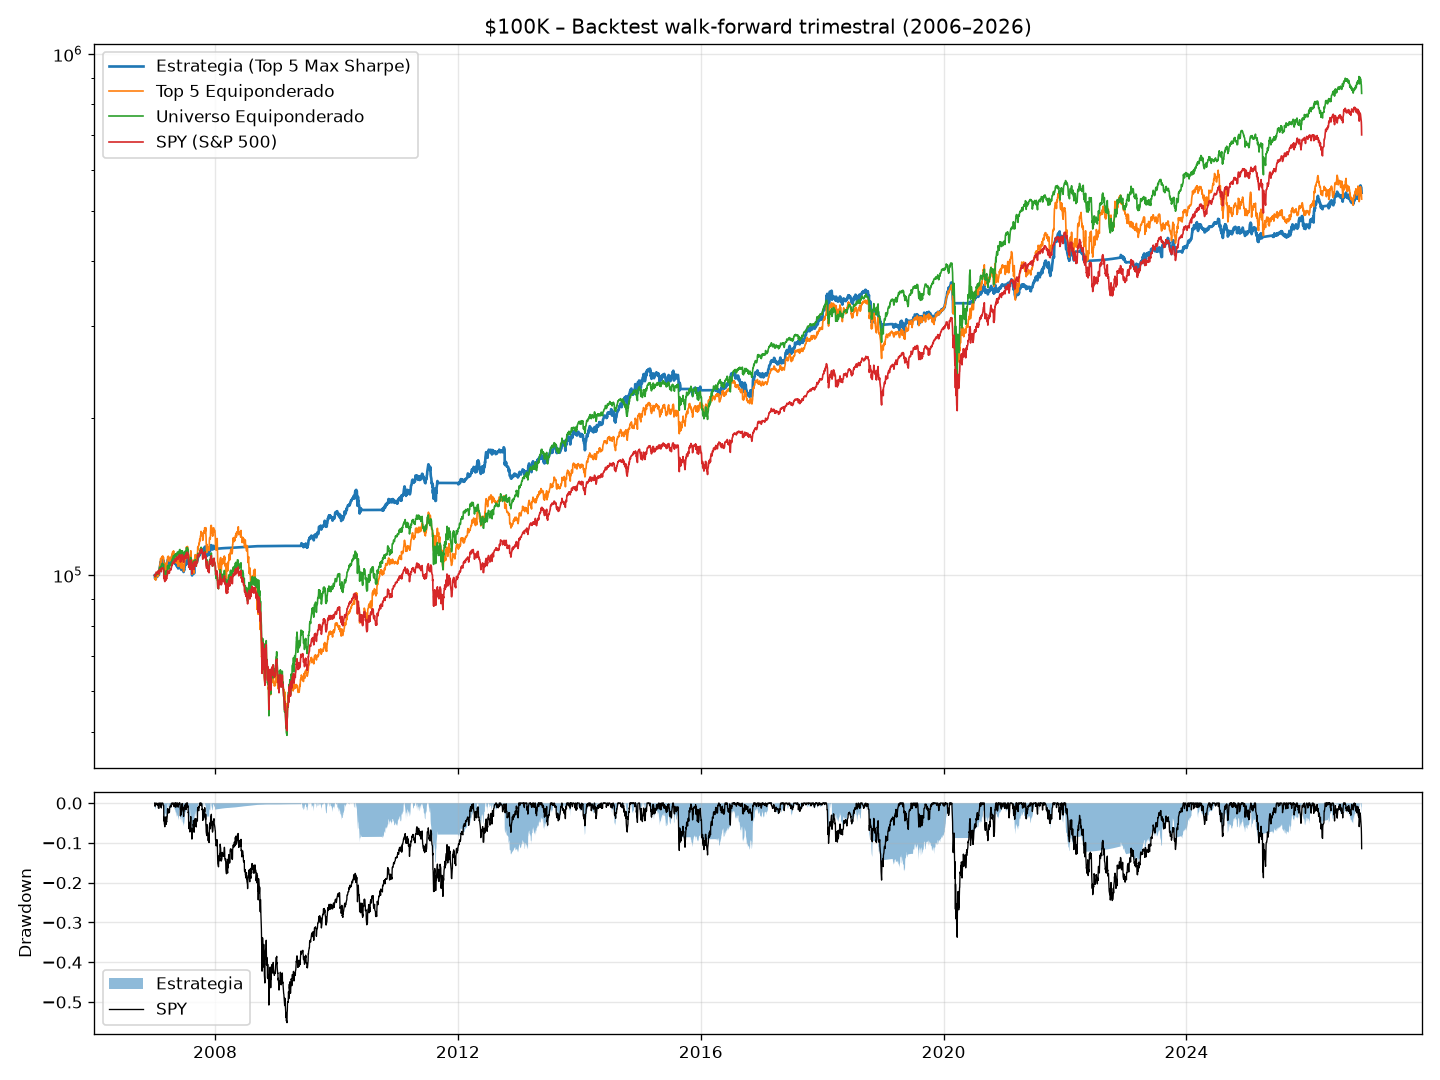 $100K – Backtest walk-forward trimestral (2006–2026)
10⁶
Estrategia (Top 5 Max Sharpe)
Top 5 Equiponderado
Universo Equiponderado
SPY (S&P 500)
10⁵
0.0
−0.1
−0.2
−0.3
−0.4
−0.5
Drawdown
Estrategia
SPY
2008 2012 2016 2020 2024